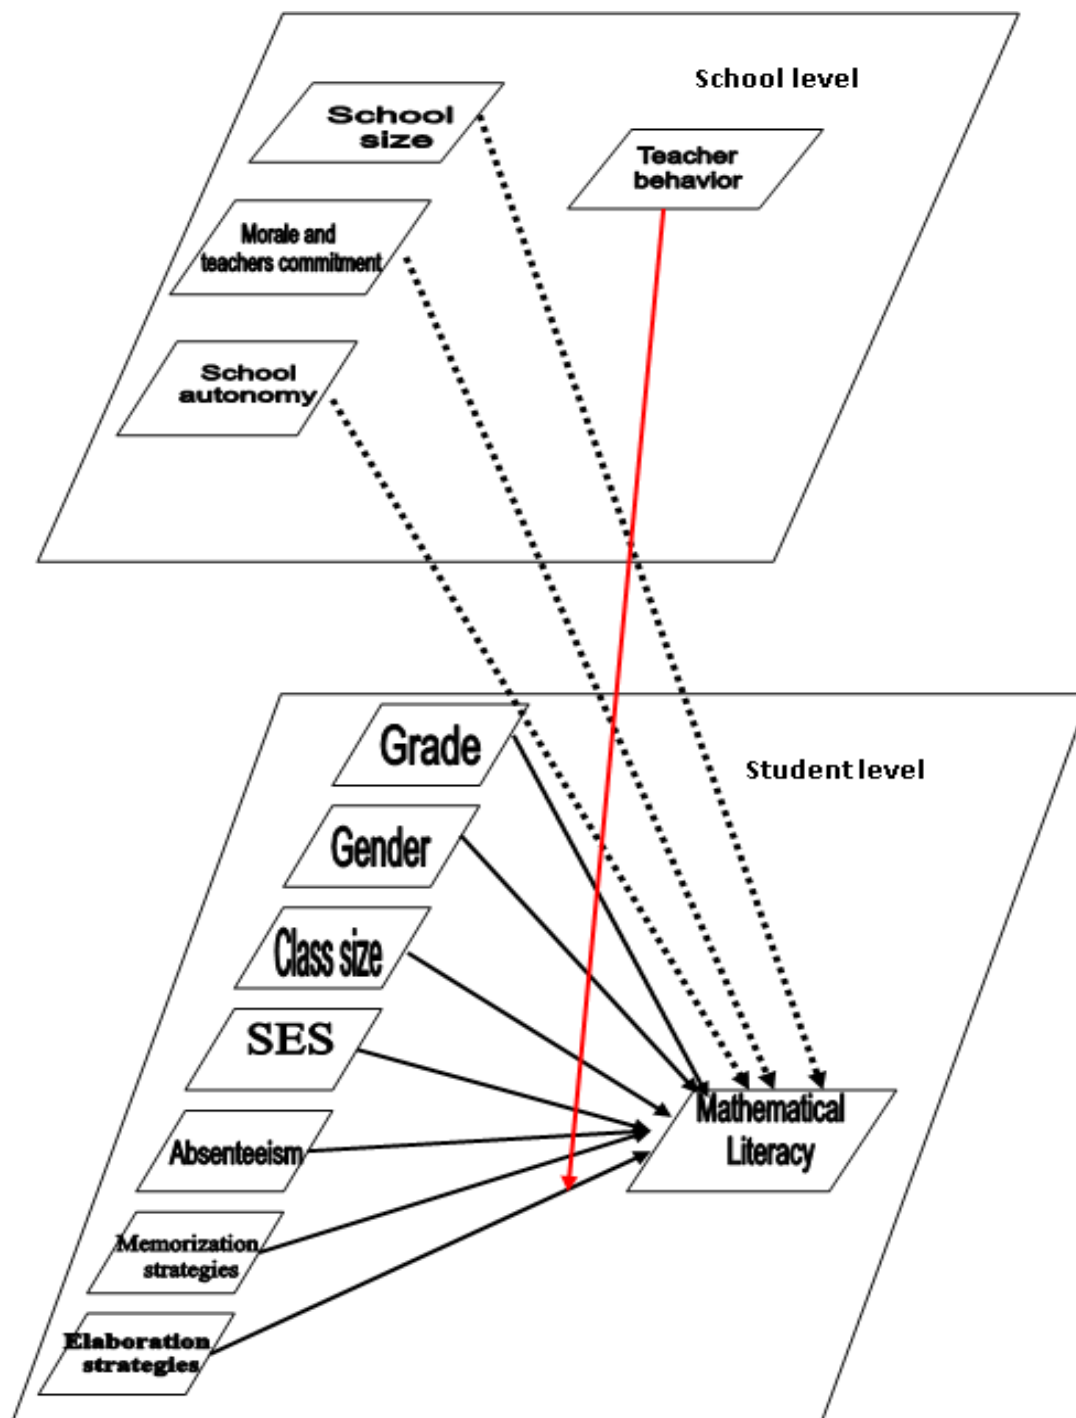 School level
School
size
Teacher
behavior
Morale and
teachers commitment
School
autonomy
Grade
Student level
Gender
Class size
SES
Absenteeism
Mathematical
Literacy
Memorization
strategies
Elaboration
strategies